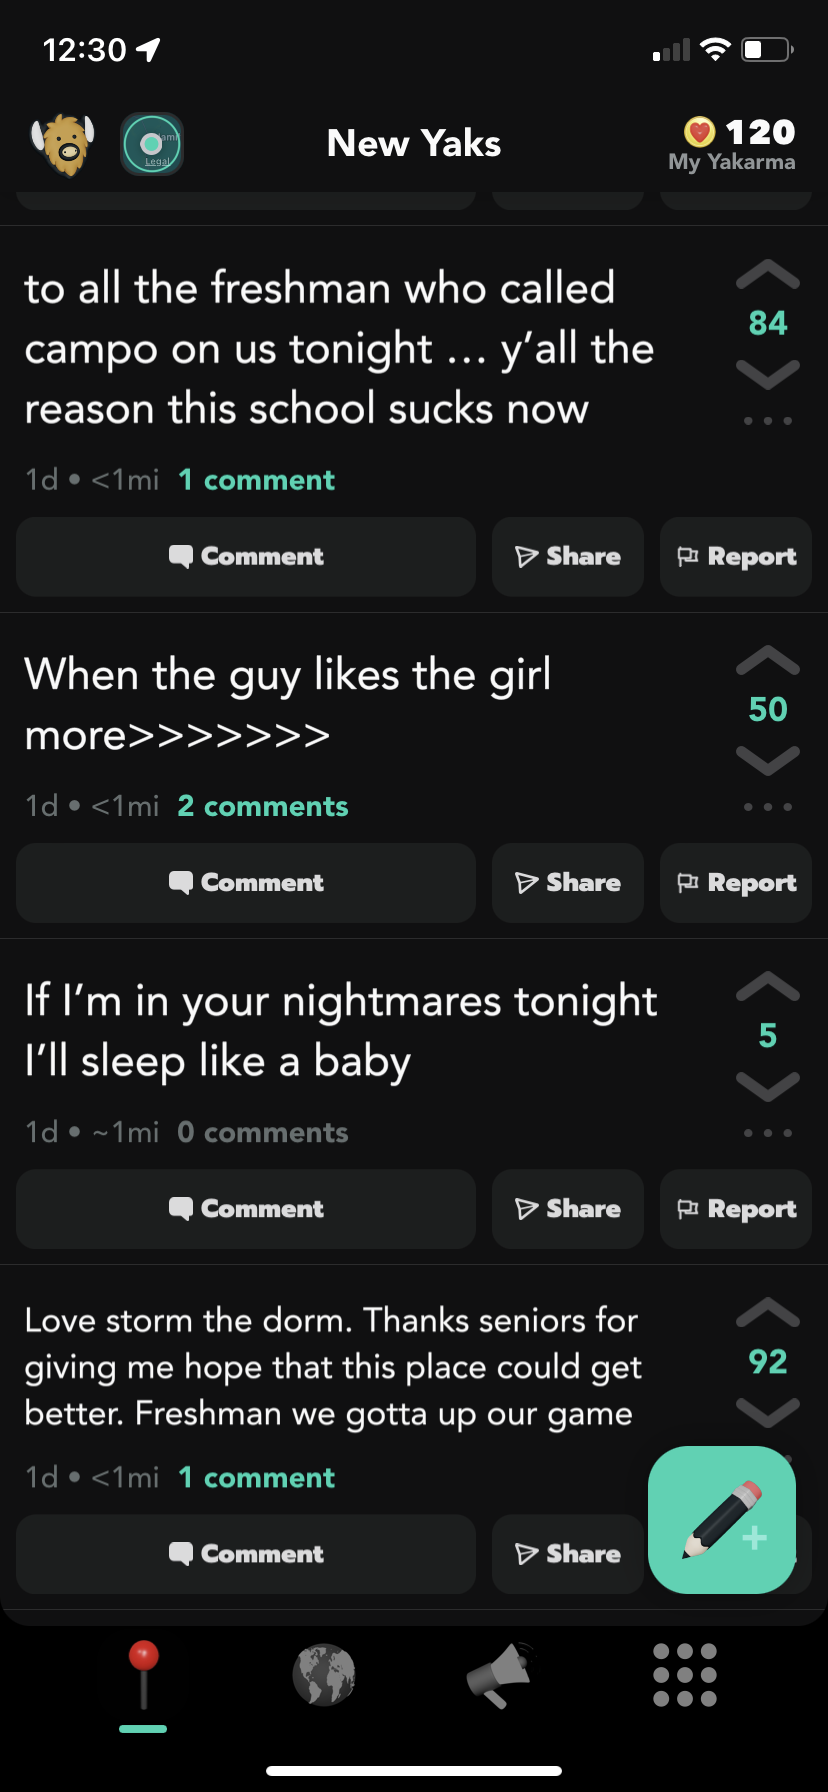 12:30
Legal
New Yaks
120
My Yakarma
to all the freshman who called
campo on us tonight ... y’all the
reason this school sucks now
84
1d • <1mi 1 comment
Comment Share Report
When the guy likes the girl
more>>>>>>>
50
1d • <1mi 2 comments
Comment Share Report
If I’m in your nightmares tonight
I’ll sleep like a baby
5
1d • ~1mi 0 comments
Comment Share Report
Love storm the dorm. Thanks seniors for
giving me hope that this place could get
better. Freshman we gotta up our game
92
1d • <1mi 1 comment
Comment Share